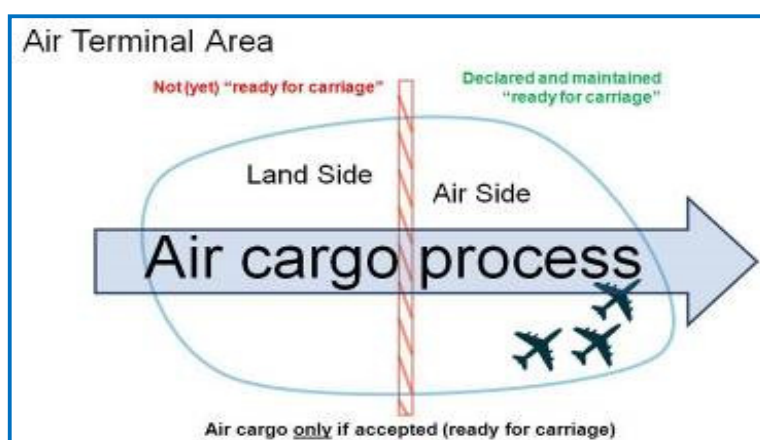 Air Terminal Area
Not (yet) “ready for carriage”
Declared and maintained
“ready for carriage”
Land Side
Air Side
Air cargo process
Air cargo only if accepted (ready for carriage)